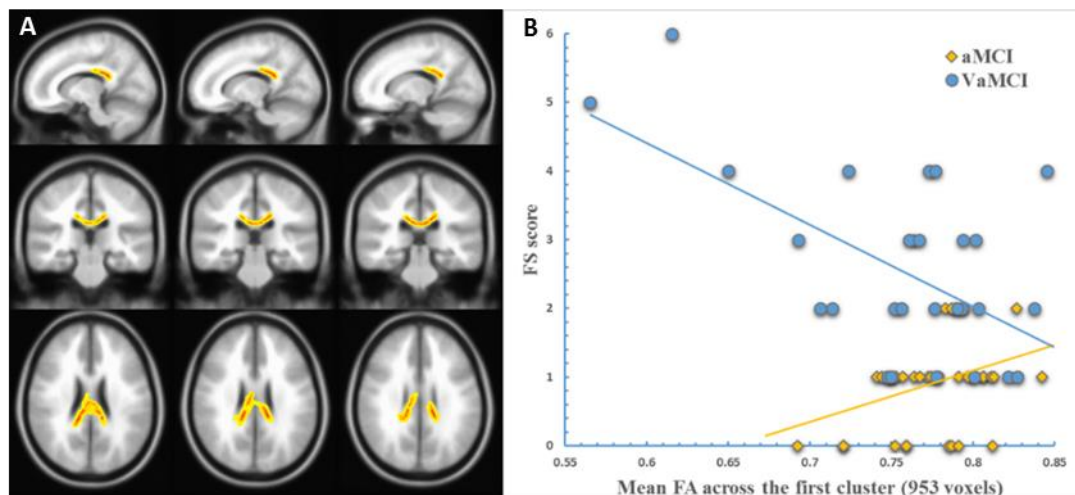 A
B
6
5
4
3
2
1
0
FS score
aMCI
VaMCI
0.55 0.6 0.65 0.7 0.75 0.8 0.85
Mean FA across the first cluster (953 voxels)